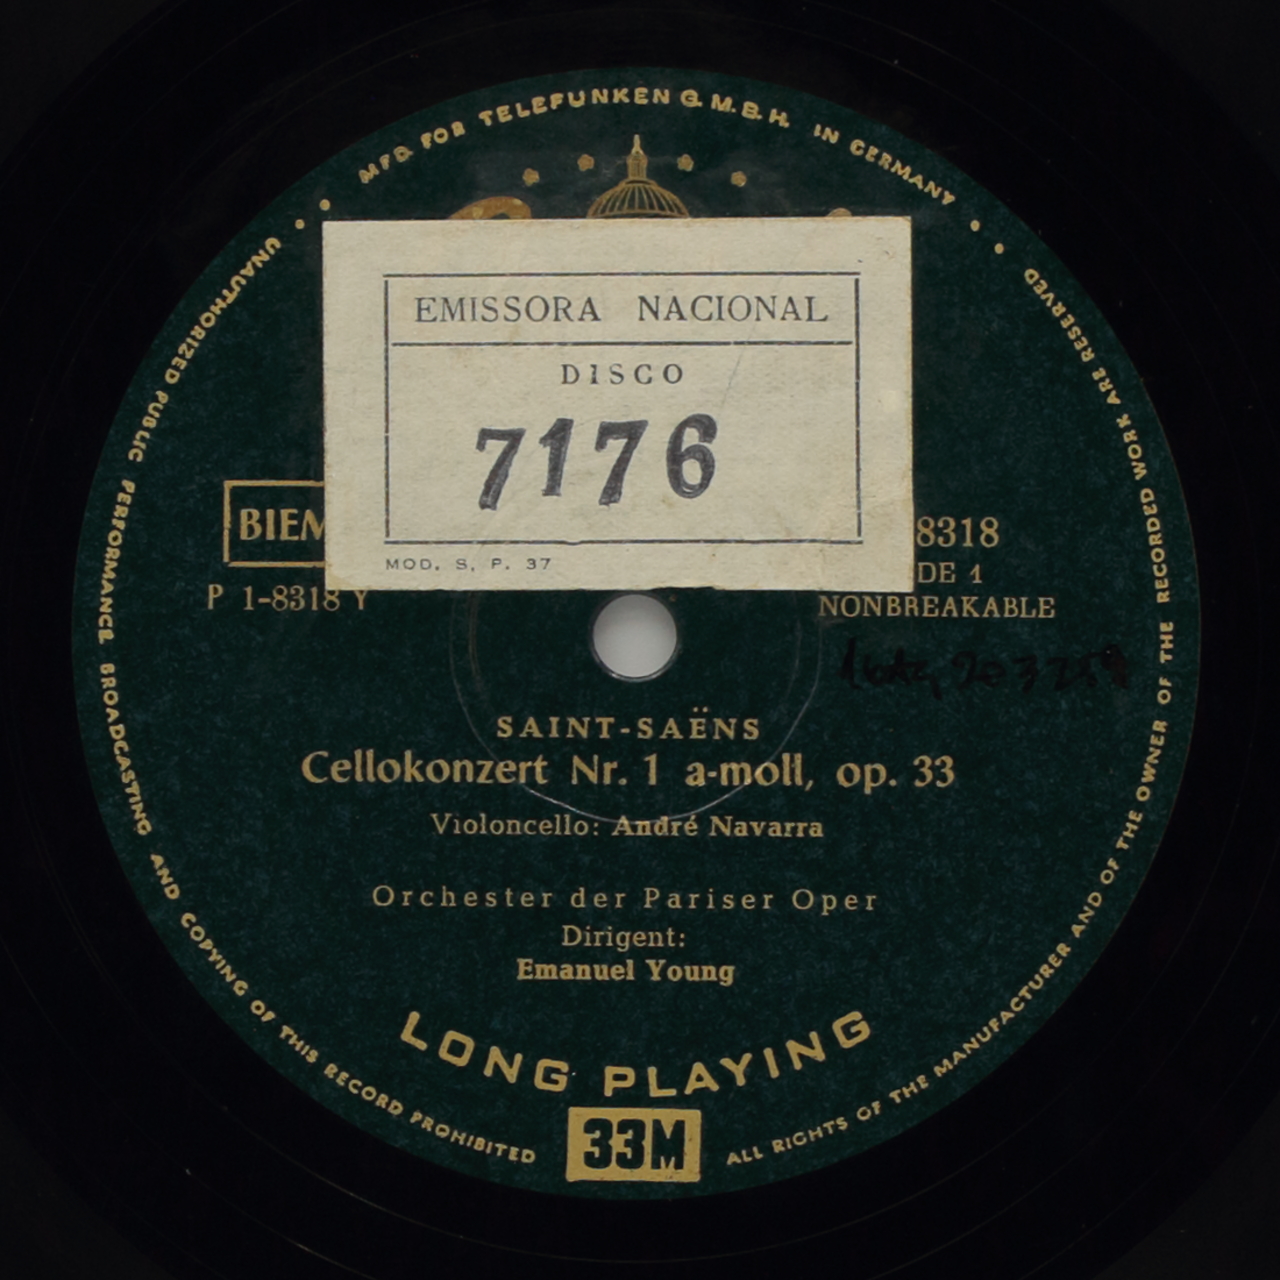 MFD. FOR TELEFUNKEN G.M.B.H. IN GERMANY
EMISSORA NACIONAL
DISCO
7176
MOD. S. P. 37
BIEM
P 1-8318 Y
8318
DE 1
NONBREAKABLE
SAINT-SAËNS
Cellokonzert Nr. 1 a-moll, op. 33
Violoncello: André Navarra
Orchester der Pariser Oper
Dirigent:
Emanuel Young
LONG PLAYING
33M
UNAUTHORIZED PUBLIC PERFORMANCE BROADCASTING AND COPYING OF THIS RECORD PROHIBITED
ALL RIGHTS OF THE MANUFACTURER AND OF THE OWNER OF THE RECORDED WORK ARE RESERVED